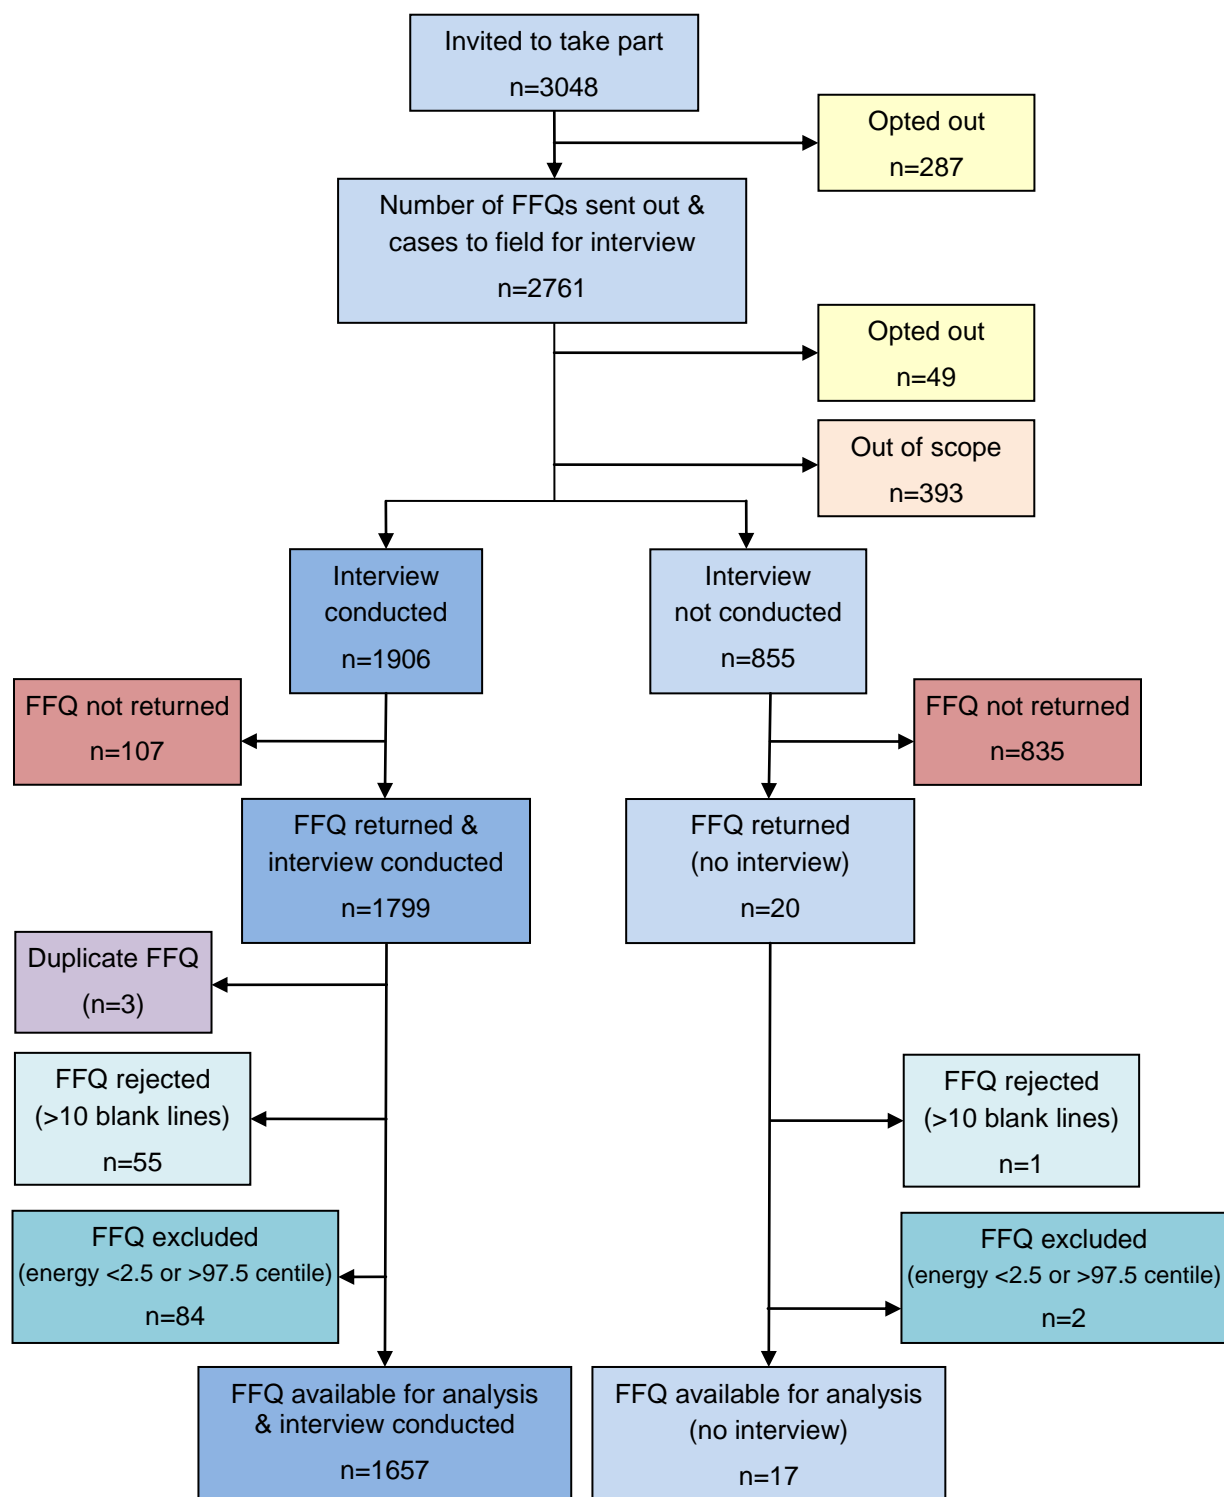 Invited to take part
n=3048
Opted out
n=287
Number of FFQs sent out &
cases to field for interview
n=2761
Opted out
n=49
Out of scope
n=393
Interview
conducted
n=1906
Interview
not conducted
n=855
FFQ not returned
n=107
FFQ not returned
n=835
FFQ returned &
interview conducted
n=1799
FFQ returned
(no interview)
n=20
Duplicate FFQ
(n=3)
FFQ rejected
(>10 blank lines)
n=55
FFQ rejected
(>10 blank lines)
n=1
FFQ excluded
(energy <2.5 or >97.5 centile)
n=84
FFQ excluded
(energy <2.5 or >97.5 centile)
n=2
FFQ available for analysis
& interview conducted
n=1657
FFQ available for analysis
(no interview)
n=17